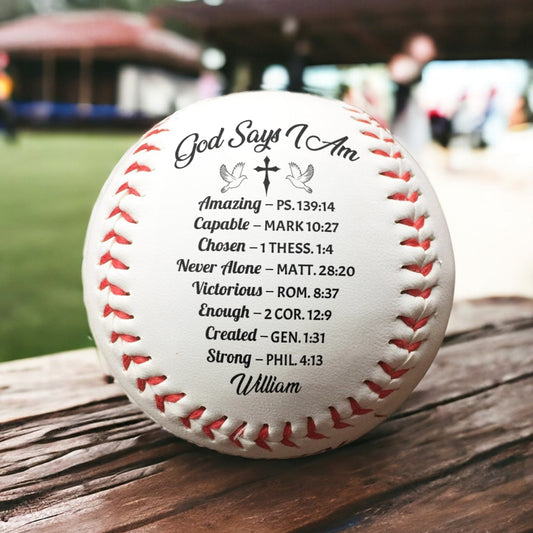 God Says I Am
Amazing – PS. 139:14
Capable – MARK 10:27
Chosen – 1 THESS. 1:4
Never Alone – MATT. 28:20
Victorious – ROM. 8:37
Enough – 2 COR. 12:9
Created – GEN. 1:31
Strong – PHIL. 4:13
William